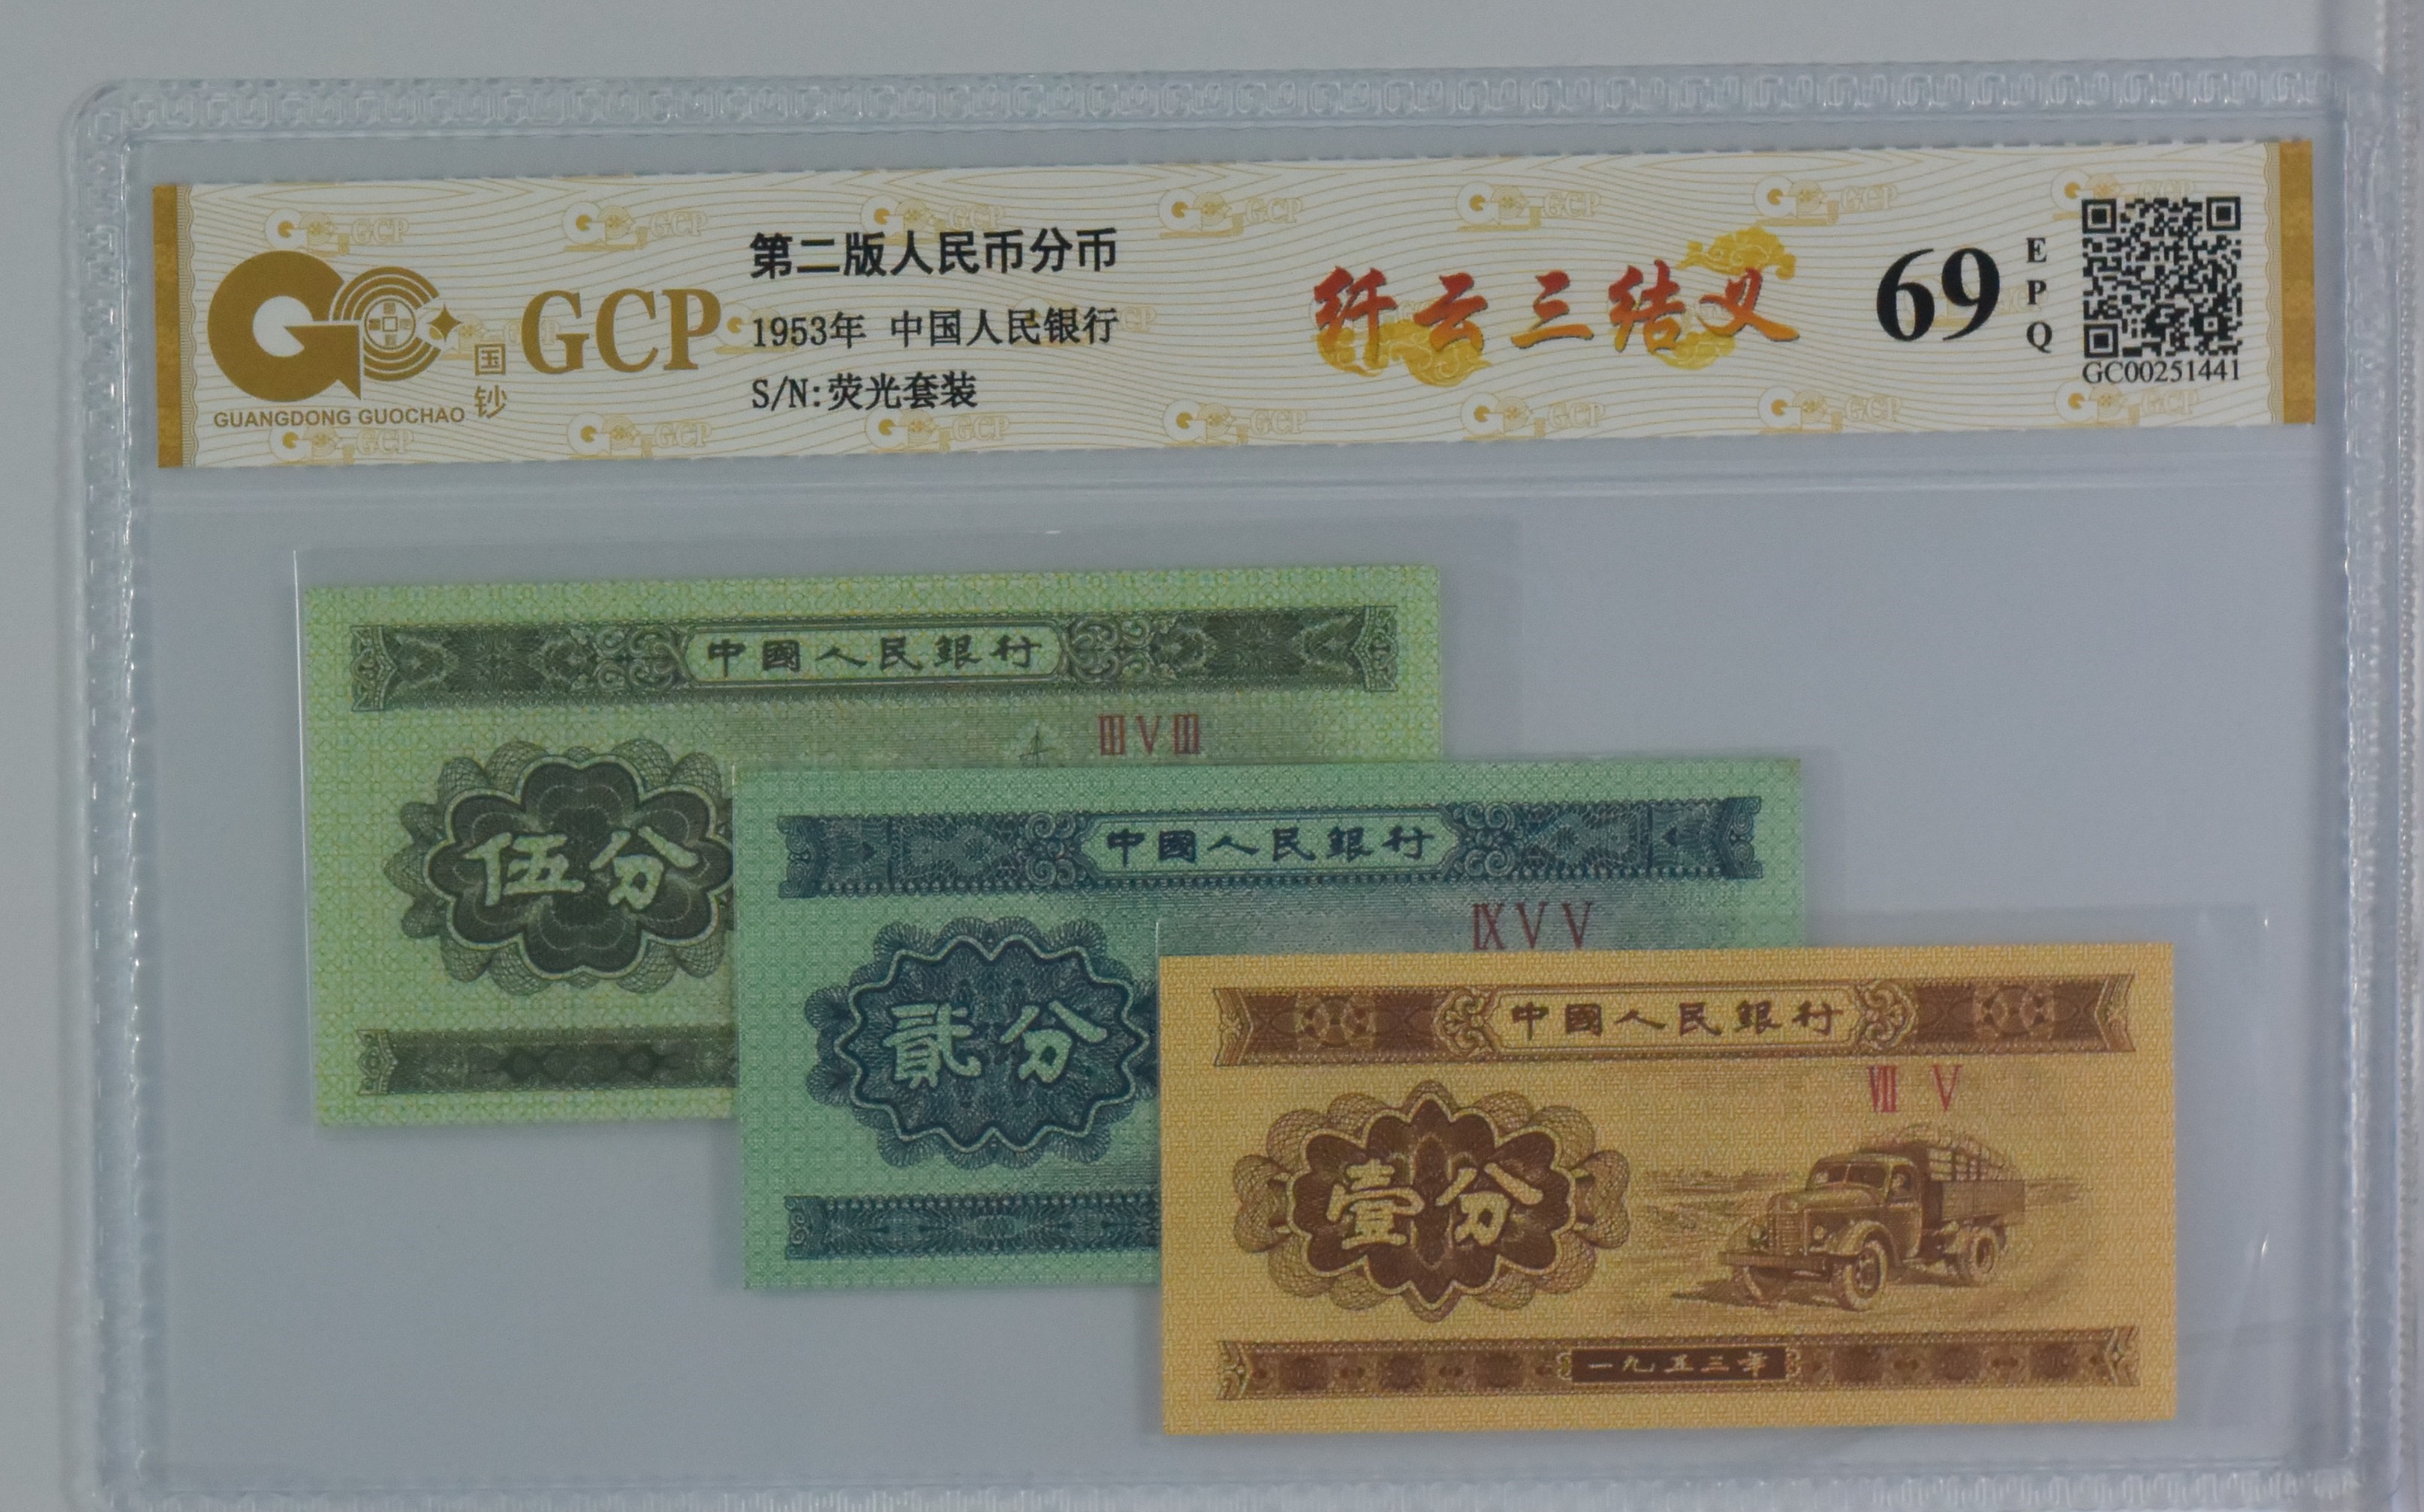 GCP
国
钞
GUANGDONG GUOCHAO
第二版人民币分币
1953年 中国人民银行
S/N:荧光套装
纤云三结义
69
E
P
Q
GC00251441
中國人民銀行
ⅢⅤⅢ
伍分
中國人民銀行
ⅨⅤⅤ
貳分
中國人民銀行
Ⅷ Ⅴ
壹分
一九五三年